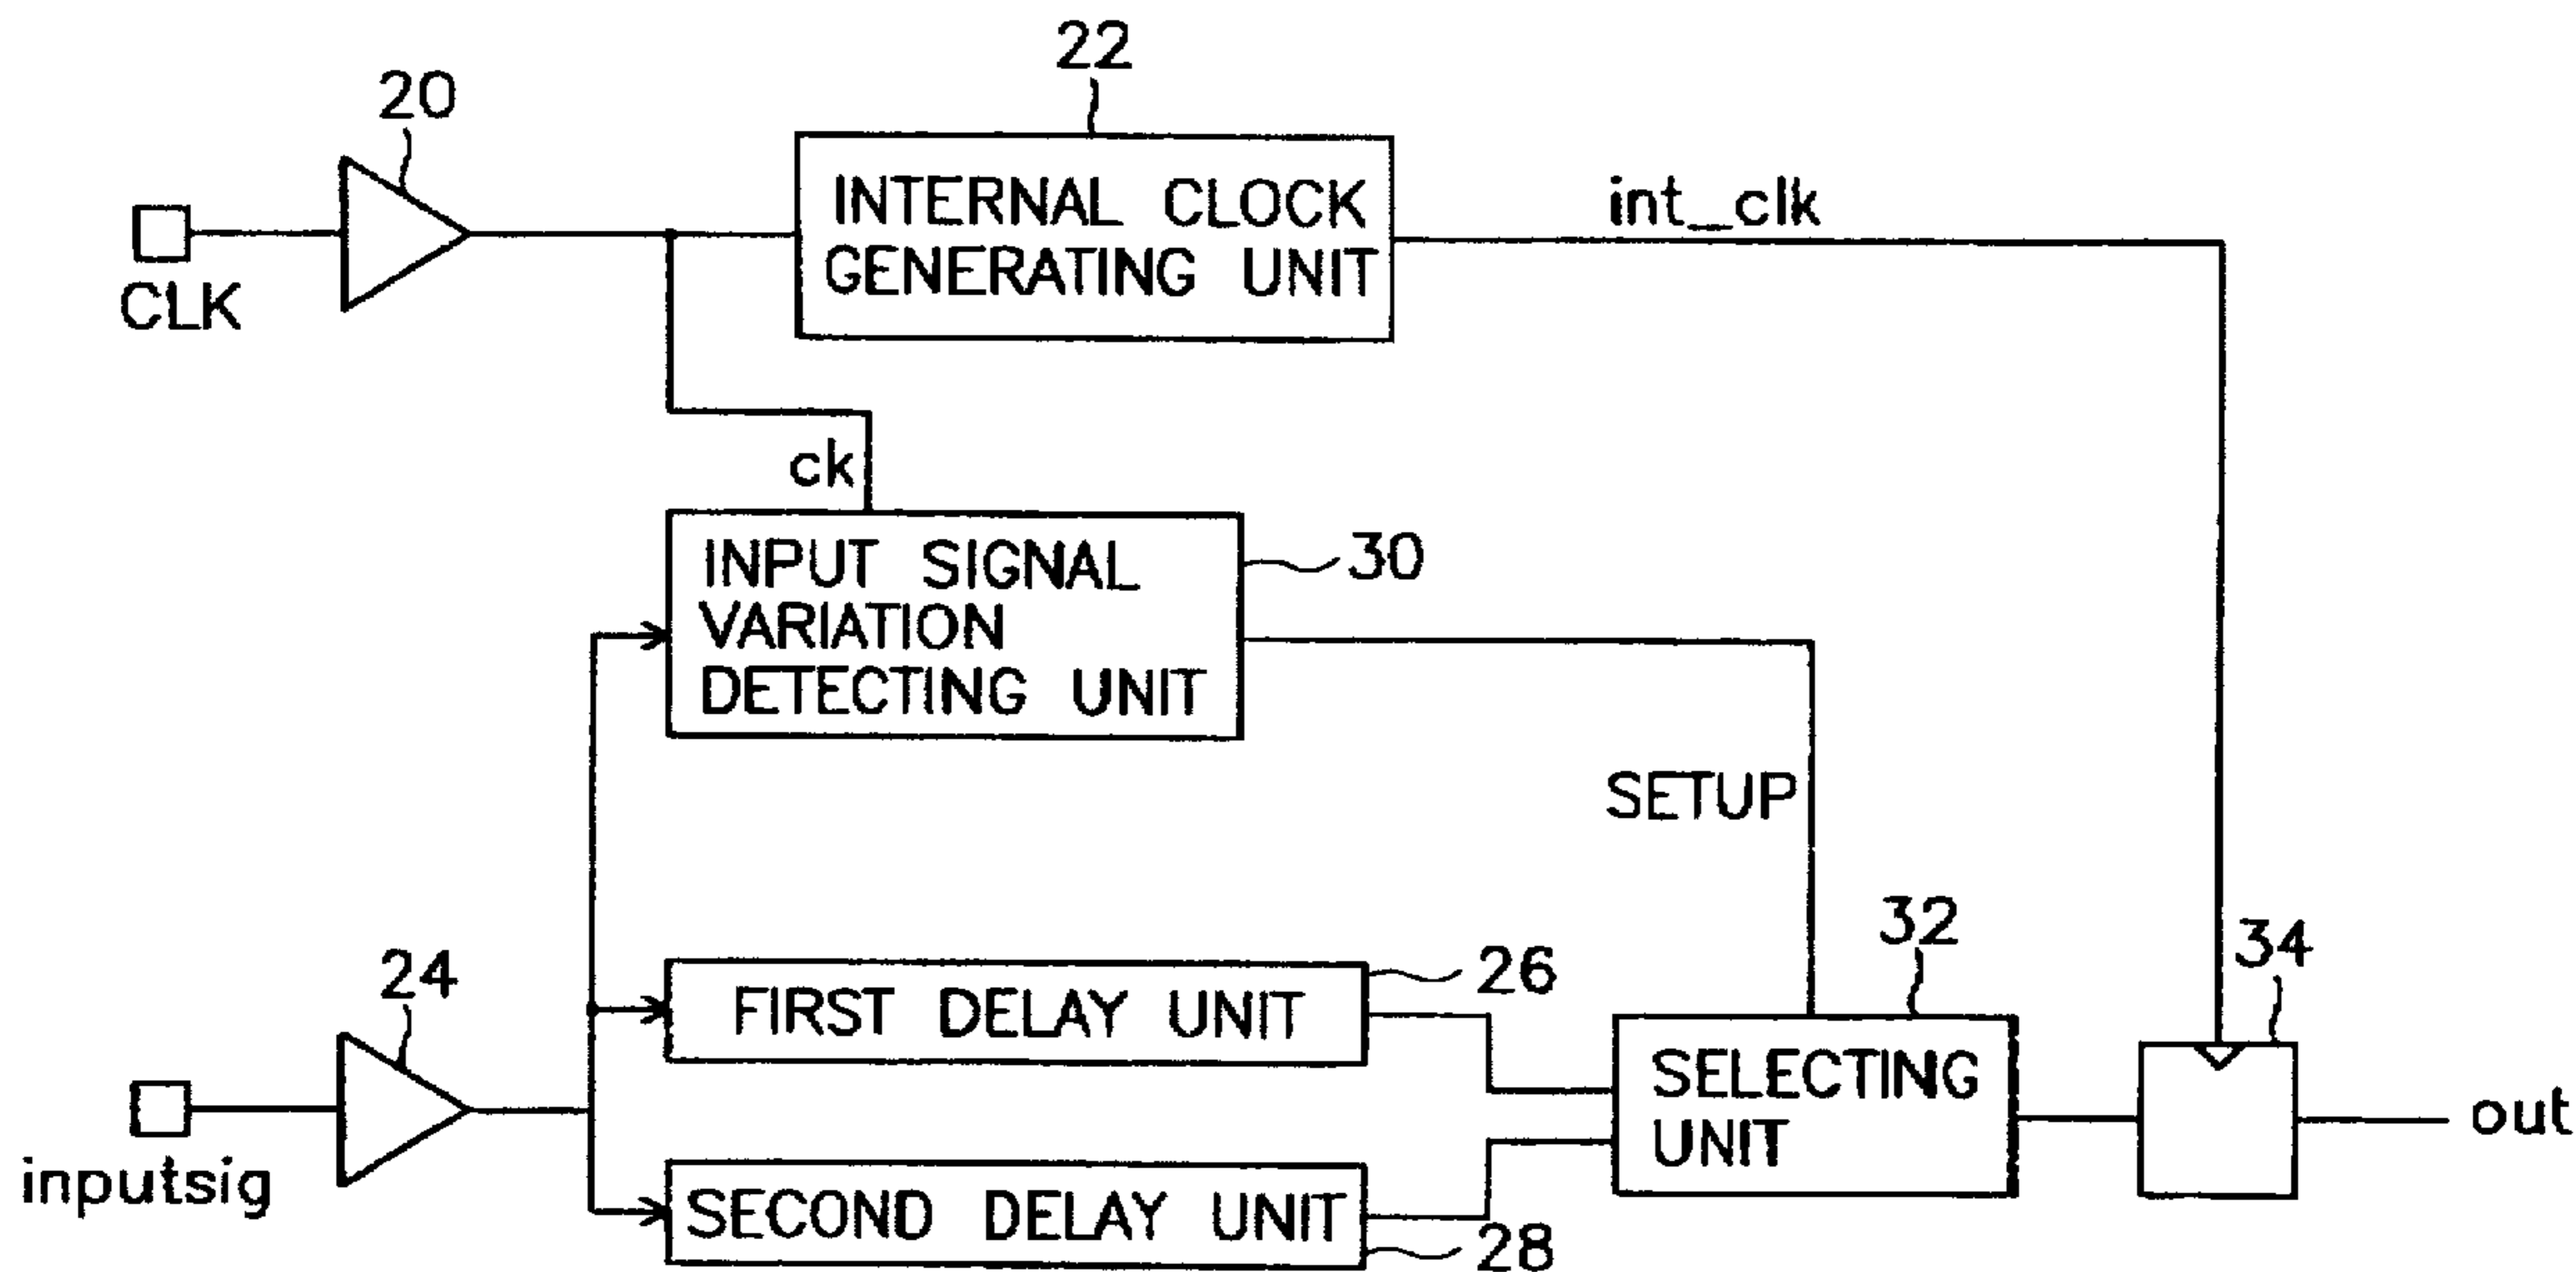 22
20
INTERNAL CLOCK
GENERATING UNIT
int_clk
CLK
ck
INPUT SIGNAL
VARIATION
DETECTING UNIT
30
SETUP
32
34
24
26
FIRST DELAY UNIT
SELECTING
UNIT
out
inputsig
SECOND DELAY UNIT
28